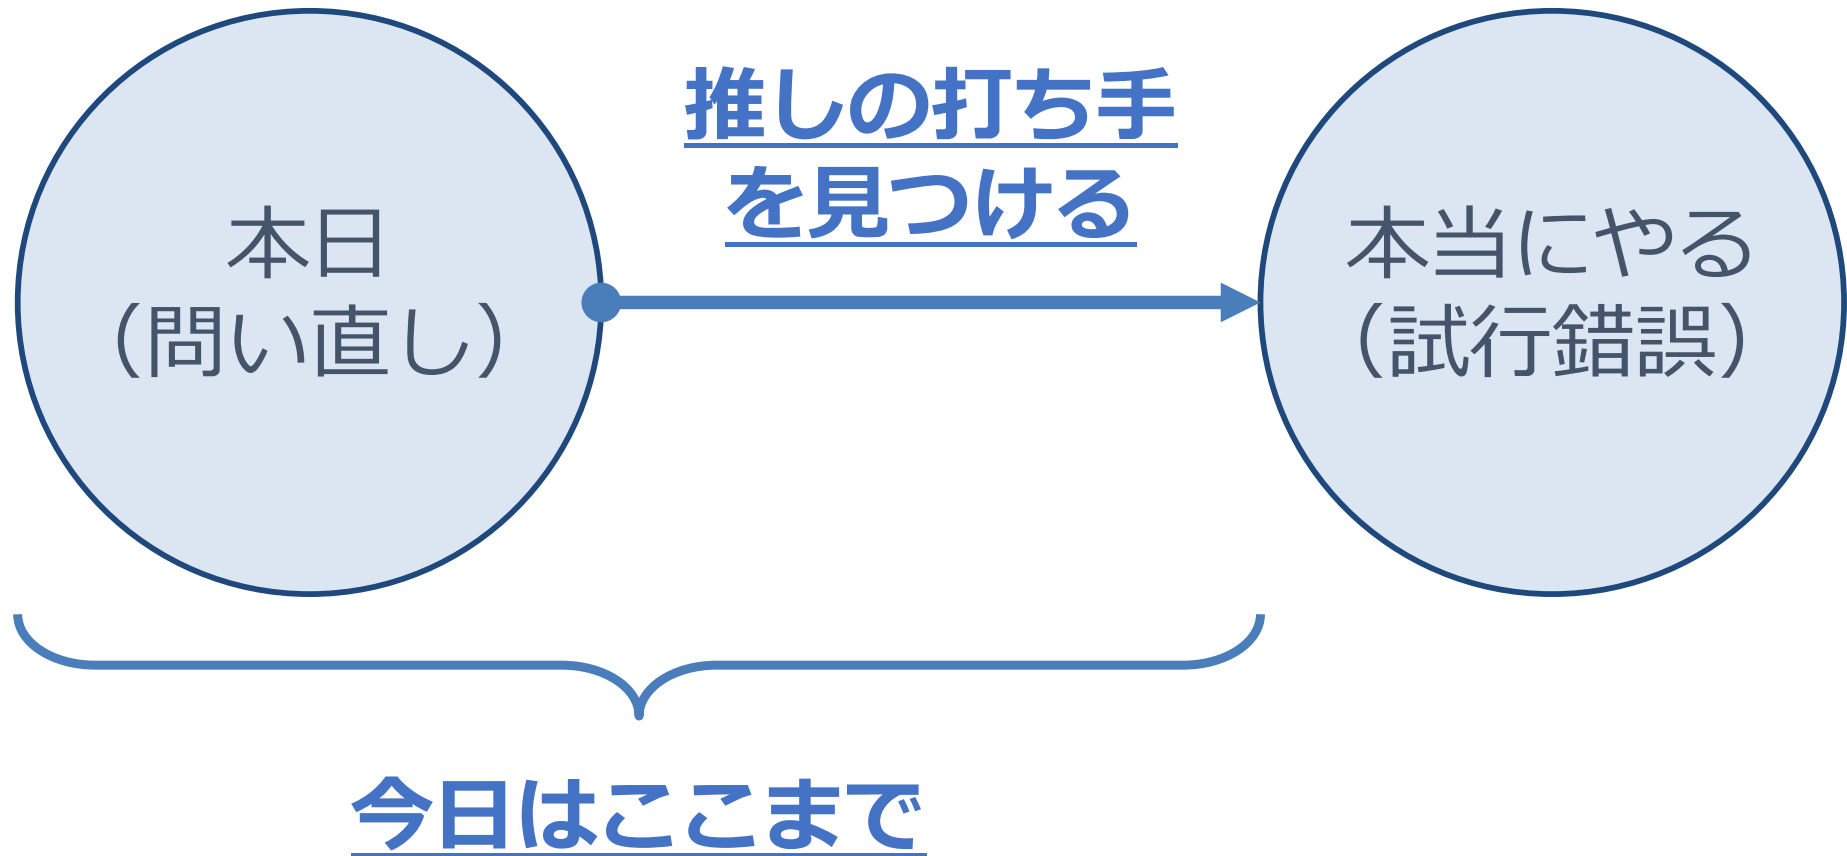 本日
（問い直し）
推しの打ち手
を見つける
本当にやる
（試行錯誤）
今日はここまで